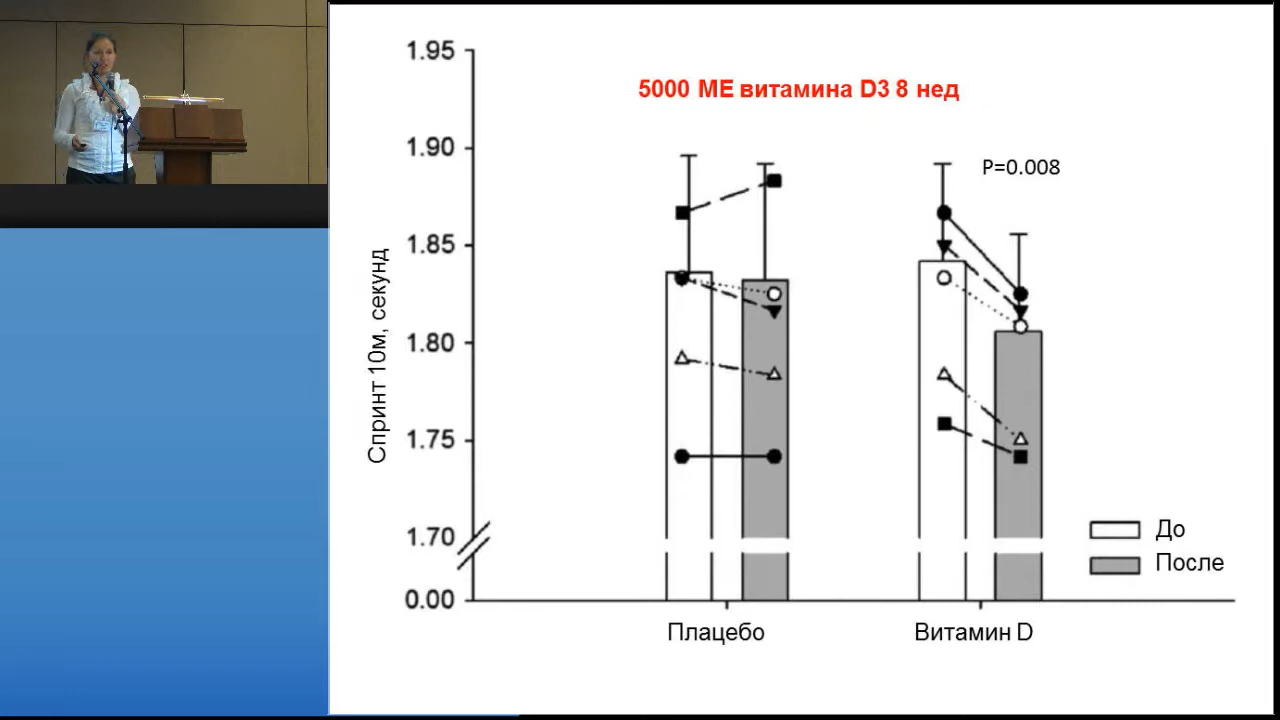 5000 МЕ витамина D3 8 нед
P=0.008
Спринт 10м, секунд
1.95
1.90
1.85
1.80
1.75
1.70
0.00
До
После
Плацебо
Витамин D